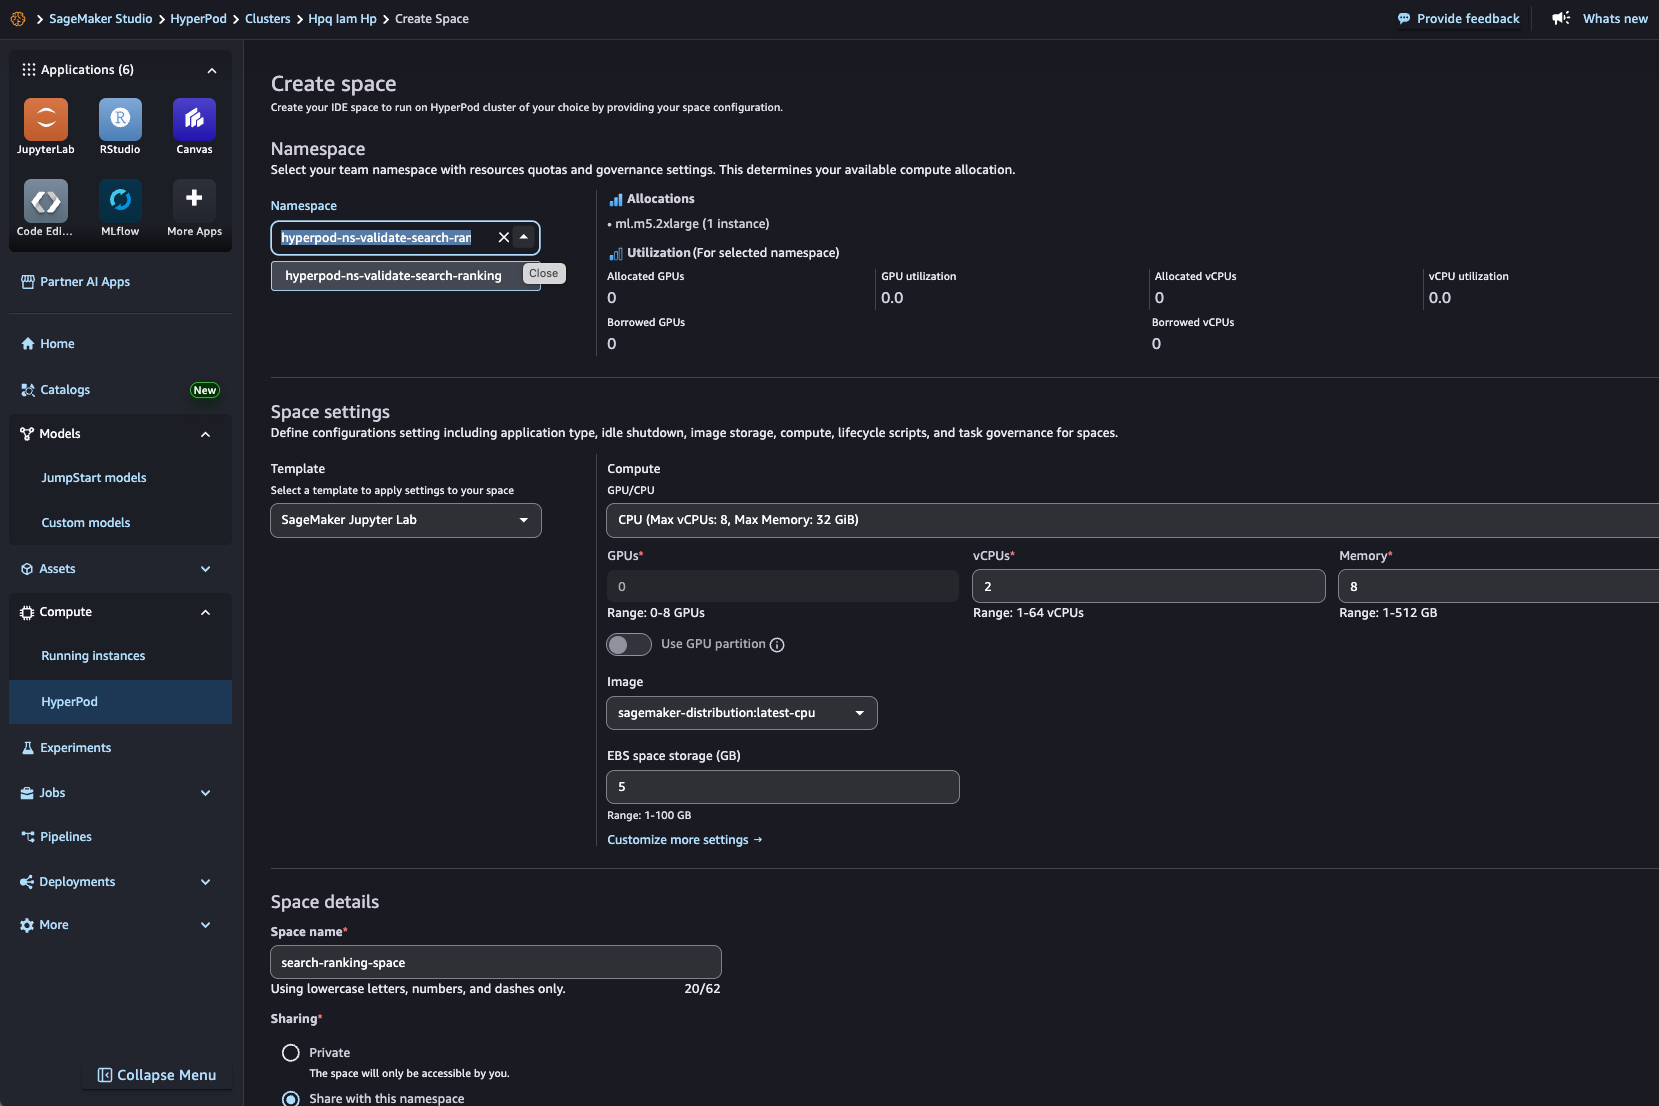 SageMaker Studio > HyperPod > Clusters > Hpq Iam Hp > Create Space
Provide feedback
Whats new
Applications (6)
JupyterLab
RStudio
Canvas
Code Edi...
MLflow
More Apps
Partner AI Apps
Home
Catalogs
New
Models
JumpStart models
Custom models
Assets
Compute
Running instances
HyperPod
Experiments
Jobs
Pipelines
Deployments
More
Collapse Menu
Create space
Create your IDE space to run on HyperPod cluster of your choice by providing your space configuration.
Namespace
Select your team namespace with resources quotas and governance settings. This determines your available compute allocation.
Namespace
hyperpod-ns-validate-search-ran
hyperpod-ns-validate-search-ranking
Close
Allocations
• ml.m5.2xlarge (1 instance)
Utilization (For selected namespace)
Allocated GPUs
0
GPU utilization
0.0
Allocated vCPUs
0
vCPU utilization
0.0
Borrowed GPUs
0
Borrowed vCPUs
0
Space settings
Define configurations setting including application type, idle shutdown, image storage, compute, lifecycle scripts, and task governance for spaces.
Template
Select a template to apply settings to your space
SageMaker Jupyter Lab
Compute
GPU/CPU
CPU (Max vCPUs: 8, Max Memory: 32 GiB)
GPUs*
0
Range: 0-8 GPUs
vCPUs*
2
Range: 1-64 vCPUs
Memory*
8
Range: 1-512 GB
Use GPU partition
Image
sagemaker-distribution:latest-cpu
EBS space storage (GB)
5
Range: 1-100 GB
Customize more settings →
Space details
Space name*
search-ranking-space
Using lowercase letters, numbers, and dashes only.
20/62
Sharing*
Private
The space will only be accessible by you.
Share with this namespace